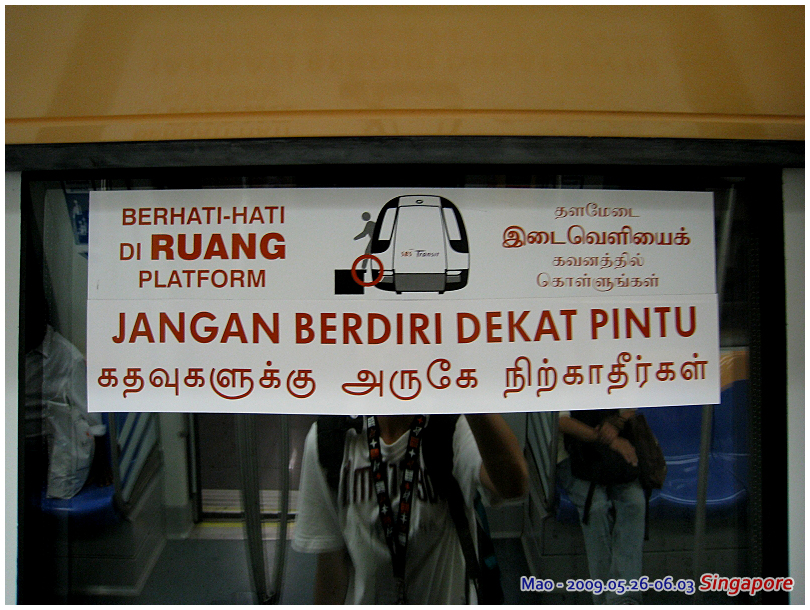 BERHATI-HATI
DI RUANG
PLATFORM
SBS Transit
தளமேடை
இடைவெளியைக்
கவனத்தில்
கொள்ளுங்கள்
JANGAN BERDIRI DEKAT PINTU
கதவுகளுக்கு அருகே நிற்காதீர்கள்
Mao - 2009.05.26-06.03 Singapore